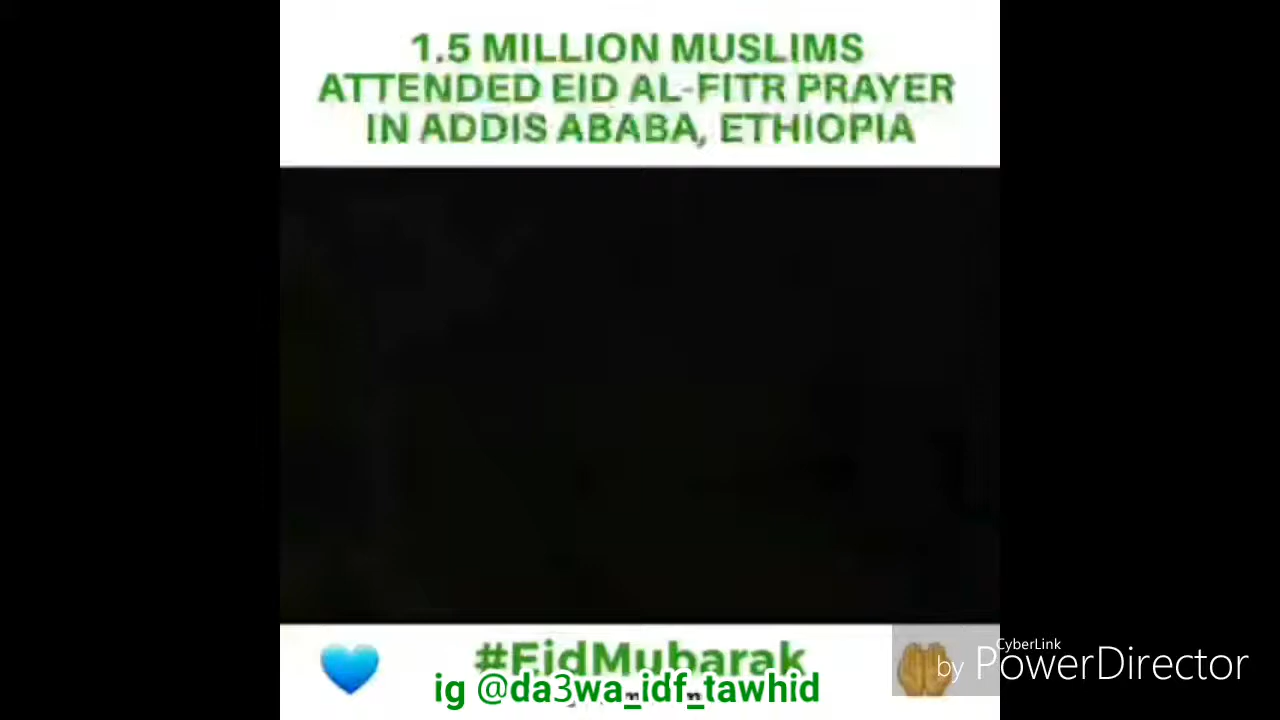 1.5 MILLION MUSLIMS
ATTENDED EID AL-FITR PRAYER
IN ADDIS ABABA, ETHIOPIA
#EidMubarak
ig @da3wa_idf_tawhid
CyberLink
by PowerDirector